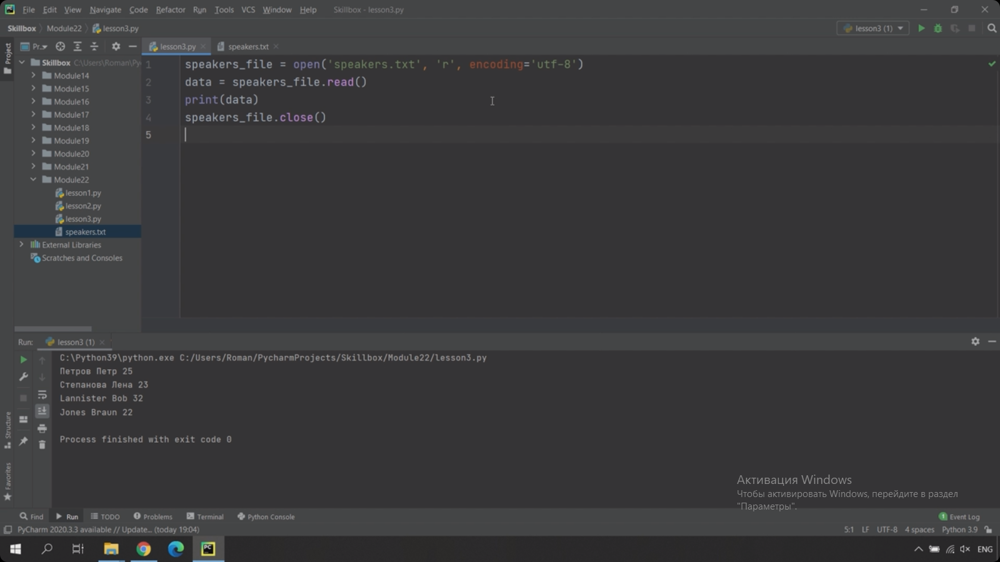 File Edit View Navigate Code Refactor Run Tools VCS Window Help Skillbox - lesson3.py
Skillbox Module22 lesson3.py lesson3 (1)
Pr.. lesson3.py speakers.txt
Project
Skillbox C:\Users\Roman\Py
Module14
Module15
Module16
Module17
Module18
Module19
Module20
Module21
Module22
lesson1.py
lesson2.py
lesson3.py
speakers.txt
External Libraries
Scratches and Consoles
1 speakers_file = open('speakers.txt', 'r', encoding='utf-8')
2 data = speakers_file.read()
3 print(data)
4 speakers_file.close()
5
Run: lesson3 (1)
C:\Python39\python.exe C:/Users/Roman/PycharmProjects/Skillbox/Module22/lesson3.py
Петров Петр 25
Степанова Лена 23
Lannister Bob 32
Jones Braun 22
Process finished with exit code 0
Structure
Favorites
Активация Windows
Чтобы активировать Windows, перейдите в раздел
"Параметры".
Find Run TODO Problems Terminal Python Console 1 Event Log
PyCharm 2020.3.3 available // Update... (today 19:04) 5:1 LF UTF-8 4 spaces Python 3.9
ENG